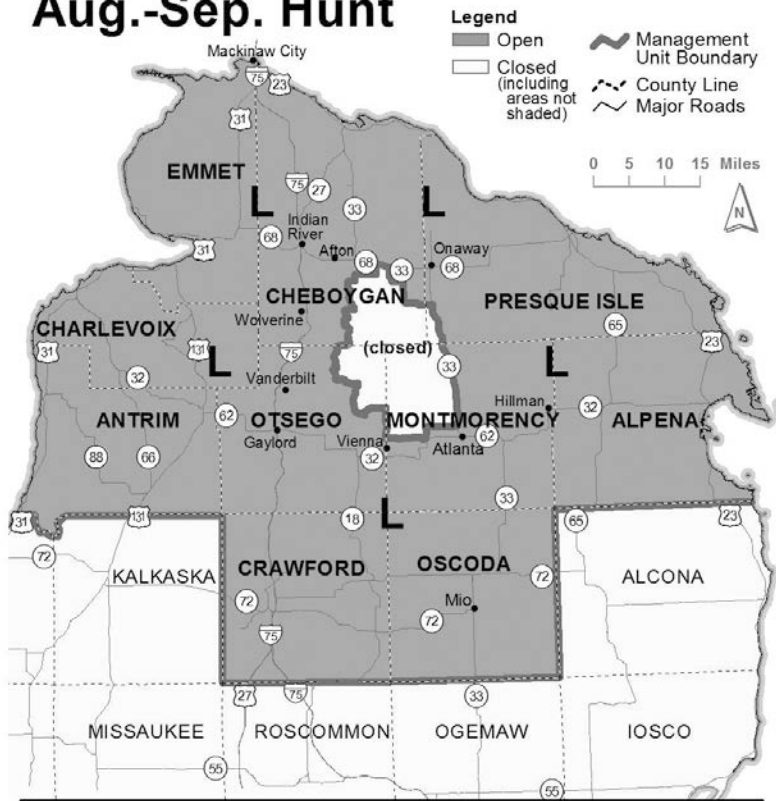 Aug.-Sep. Hunt
Legend
Open
Closed
(including
areas not
shaded)
Management
Unit Boundary
County Line
Major Roads
0 5 10 15 Miles
N
Mackinaw City
75
23
31
EMMET
75
27
33
L
L
Indian
River
68
31
Afton
68
33
Onaway
68
CHEBOYGAN
PRESQUE ISLE
Wolverine
65
CHARLEVOIX
31
131
75
(closed)
23
L
33
L
32
Vanderbilt
Hillman
32
ANTRIM
62
OTSEGO
MONTMORENCY
ALPENA
Gaylord
Vienna
62
Atlanta
88
66
32
33
31
131
18
L
65
23
72
KALKASKA
CRAWFORD
OSCODA
72
ALCONA
72
Mio
72
75
27
75
33
MISSAUKEE
ROSCOMMON
OGEMAW
IOSCO
55
55